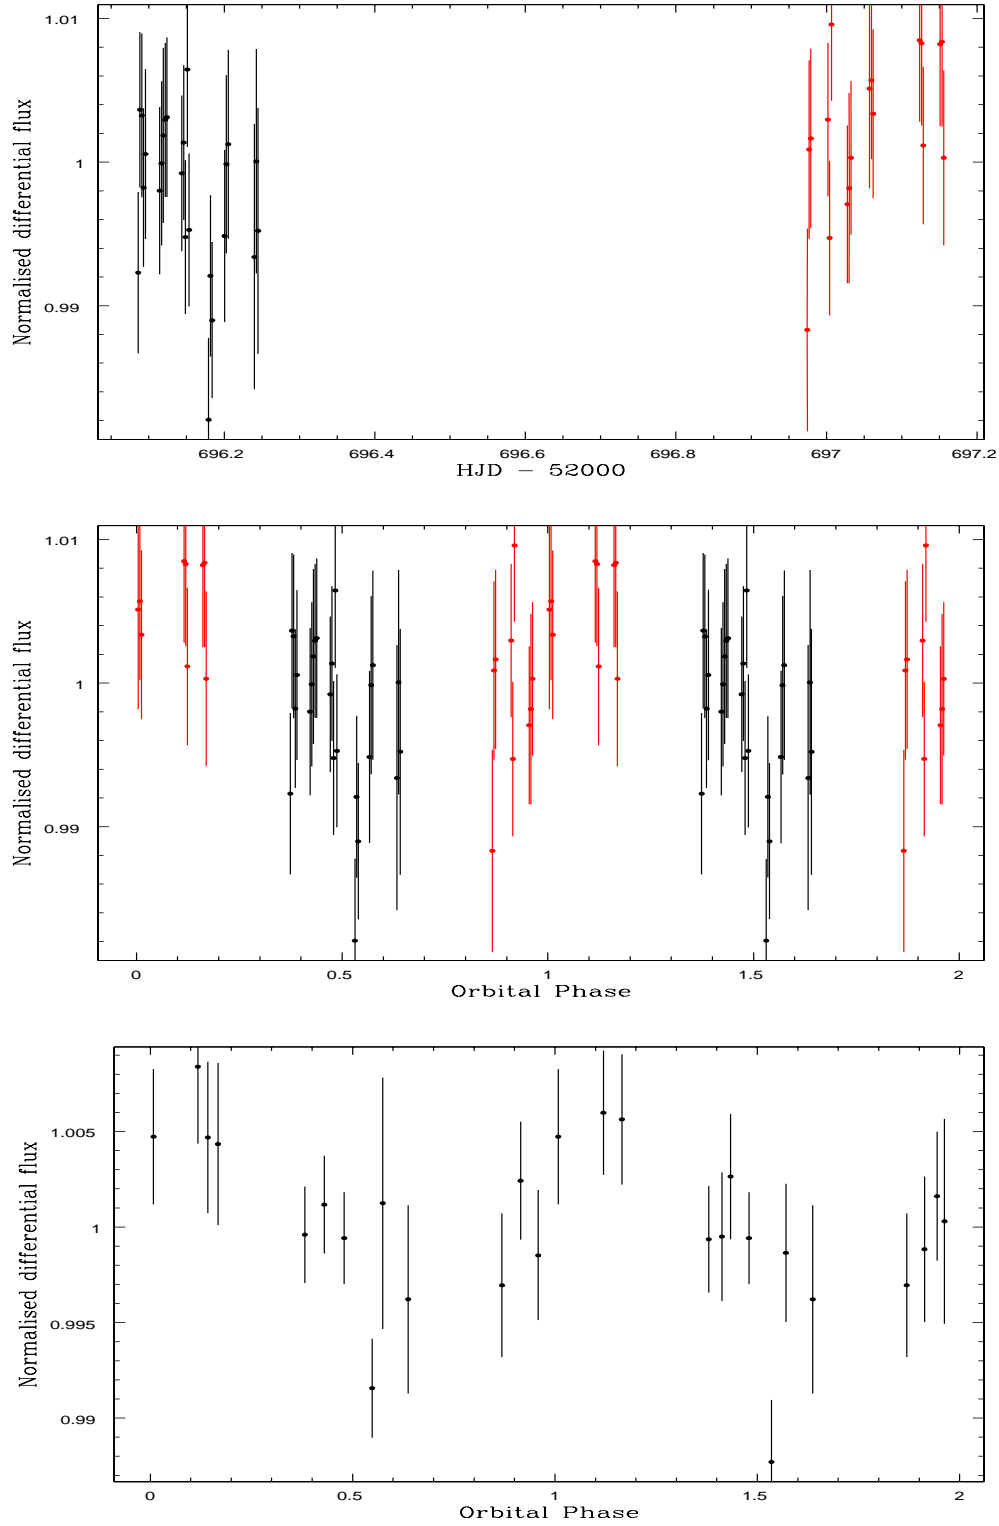 1.01
1
0.99
Normalised differential flux
696.2 696.4 696.6 696.8 697 697.2
HJD − 52000
1.01
1
0.99
Normalised differential flux
0 0.5 1 1.5 2
Orbital Phase
1.005
1
0.995
0.99
Normalised differential flux
0 0.5 1 1.5 2
Orbital Phase